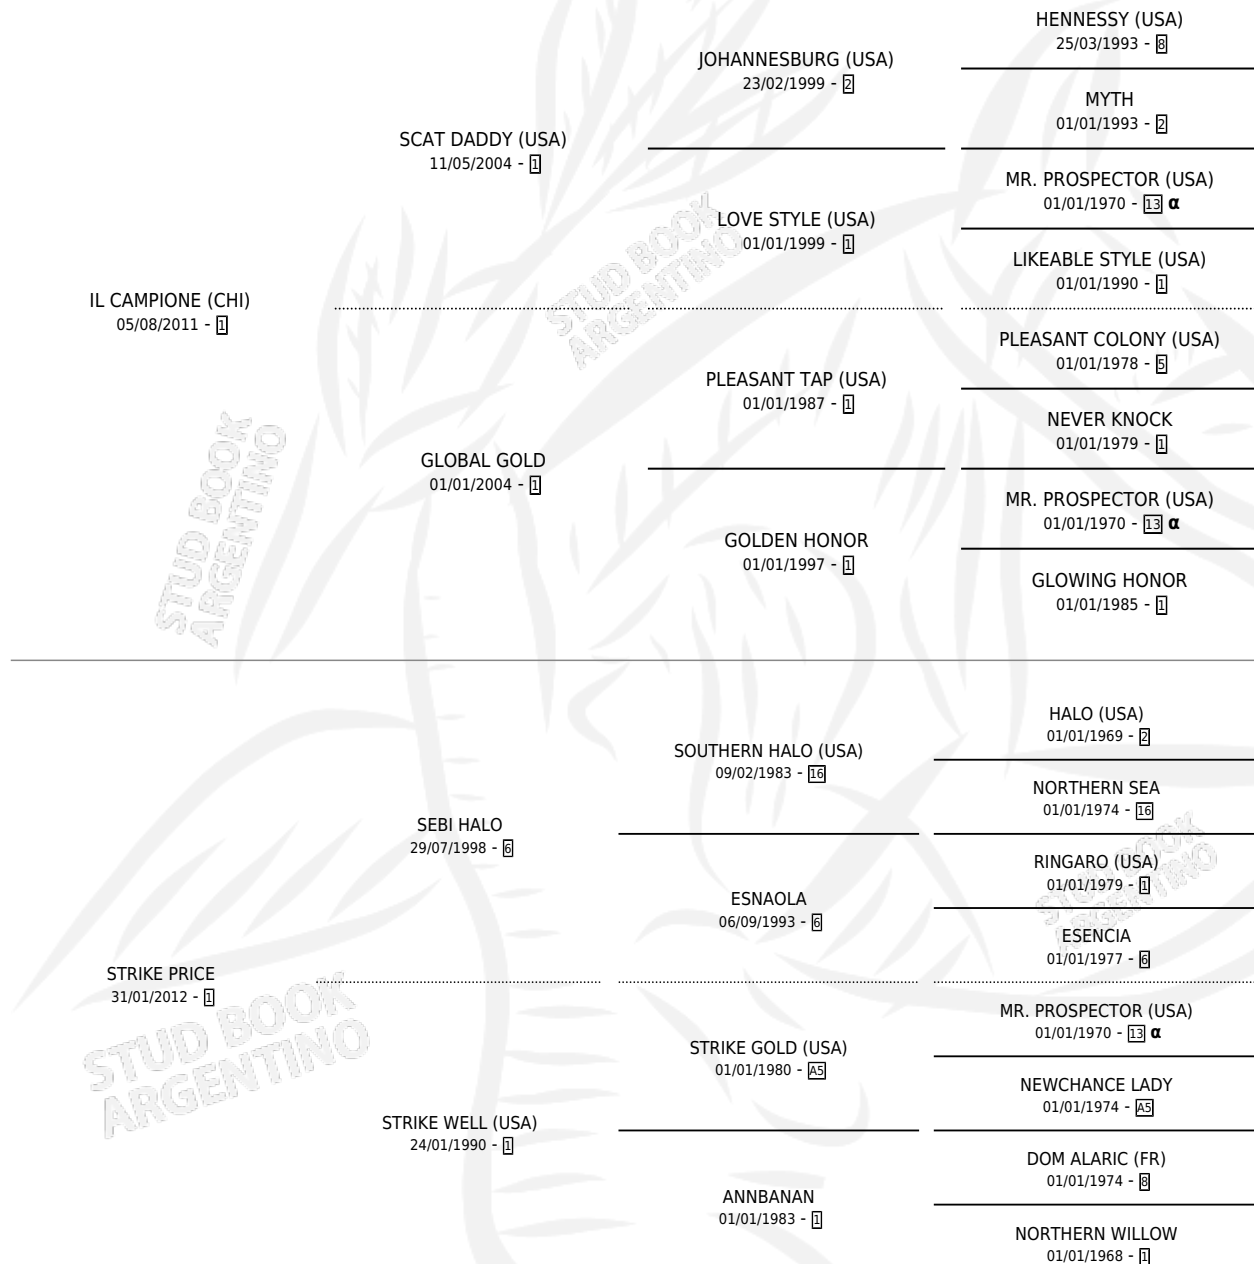 HENNESSY (USA)
25/03/1993 - 8
JOHANNESBURG (USA)
23/02/1999 - 2
MYTH
01/01/1993 - 2
SCAT DADDY (USA)
11/05/2004 - 1
MR. PROSPECTOR (USA)
01/01/1970 - 13 α
LOVE STYLE (USA)
01/01/1999 - 1
LIKEABLE STYLE (USA)
01/01/1990 - 1
STUD BOOK
ARGENTINO
IL CAMPIONE (CHI)
05/08/2011 - 1
PLEASANT COLONY (USA)
01/01/1978 - 5
PLEASANT TAP (USA)
01/01/1987 - 1
NEVER KNOCK
01/01/1979 - 1
GLOBAL GOLD
01/01/2004 - 1
STUD BOOK
ARGENTINO
MR. PROSPECTOR (USA)
01/01/1970 - 13 α
GOLDEN HONOR
01/01/1997 - 1
GLOWING HONOR
01/01/1985 - 1
HALO (USA)
01/01/1969 - 2
SOUTHERN HALO (USA)
09/02/1983 - 16
NORTHERN SEA
01/01/1974 - 16
SEBI HALO
29/07/1998 - 6
RINGARO (USA)
01/01/1979 - 1
STUD BOOK
ARGENTINO
ESNAOLA
06/09/1993 - 6
ESENCIA
01/01/1977 - 6
STRIKE PRICE
31/01/2012 - 1
MR. PROSPECTOR (USA)
01/01/1970 - 13 α
STUD BOOK
ARGENTINO
STRIKE GOLD (USA)
01/01/1980 - A5
NEWCHANCE LADY
01/01/1974 - A5
STRIKE WELL (USA)
24/01/1990 - 1
DOM ALARIC (FR)
01/01/1974 - 8
ANNBANAN
01/01/1983 - 1
NORTHERN WILLOW
01/01/1968 - 1